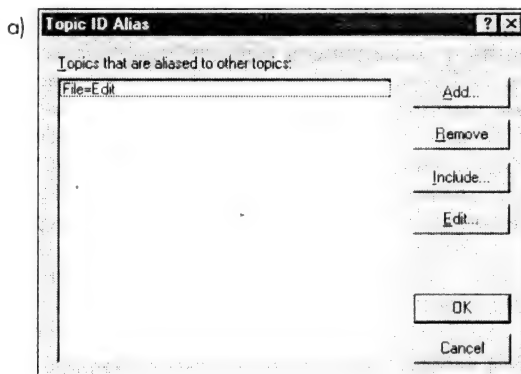 a)
Topic ID Alias
Topics that are aliased to other topics:
File=Edit
Add...
Remove
Include...
Edit...
OK
Cancel